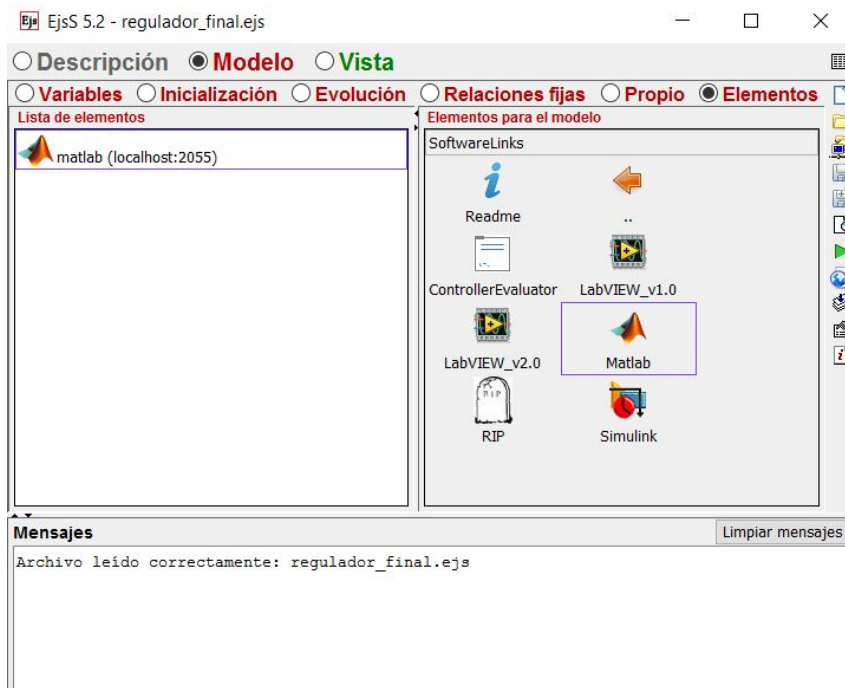 EjsS 5.2 - regulador_final.ejs
Descripción Modelo Vista
Variables Inicialización Evolución Relaciones fijas Propio Elementos
Lista de elementos
matlab (localhost:2055)
Elementos para el modelo
SoftwareLinks
Readme ..
ControllerEvaluator LabVIEW_v1.0
LabVIEW_v2.0 Matlab
RIP
RIP Simulink
Mensajes Limpiar mensajes
Archivo leído correctamente: regulador_final.ejs